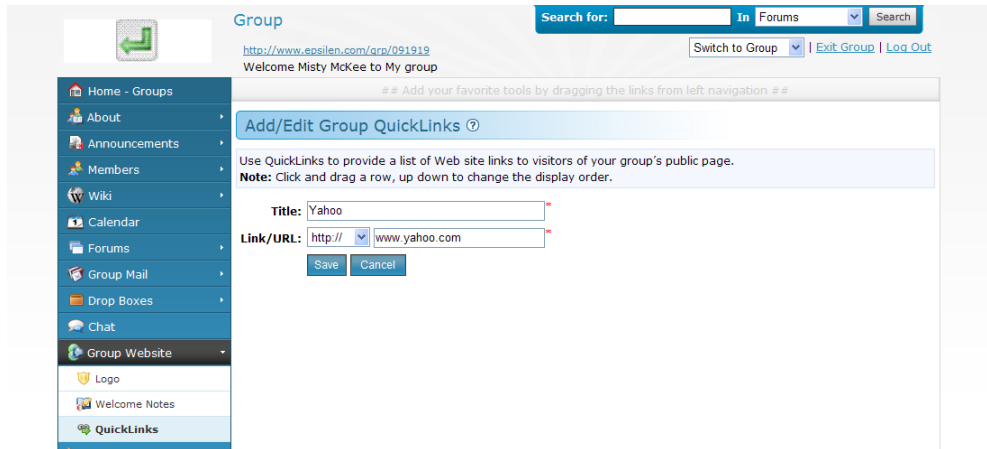 Group
Search for: In Forums Search
http://www.epsilen.com/grp/091919
Switch to Group | Exit Group | Log Out
Welcome Misty McKee to My group
## Add your favorite tools by dragging the links from left navigation ##
Home - Groups
About
Announcements
Members
Wiki
Calendar
Forums
Group Mail
Drop Boxes
Chat
Group Website
Logo
Welcome Notes
QuickLinks
Add/Edit Group QuickLinks ?
Use QuickLinks to provide a list of Web site links to visitors of your group's public page.
Note: Click and drag a row, up down to change the display order.
Title: Yahoo *
Link/URL: http:// www.yahoo.com *
Save Cancel